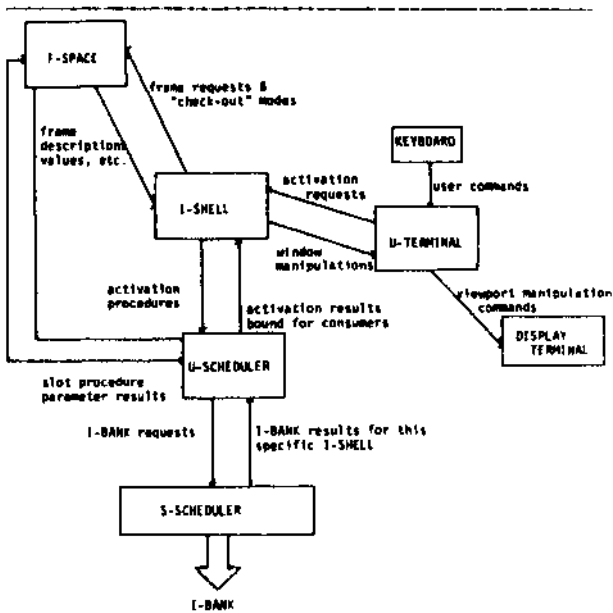 F-SPACE
frame requests &
"check-out" modes
frame
descriptions
values, etc.
KEYBOARD
activation
requests
user commands
I-SHELL
U-TERMINAL
window
manipulations
activation
procedures
activation results
bound for consumers
viewport manipulation
commands
DISPLAY
TERMINAL
U-SCHEDULER
slot procedure
parameter results
I-BANK requests
I-BANK results for this
specific I-SHELL
S-SCHEDULER
I-BANK